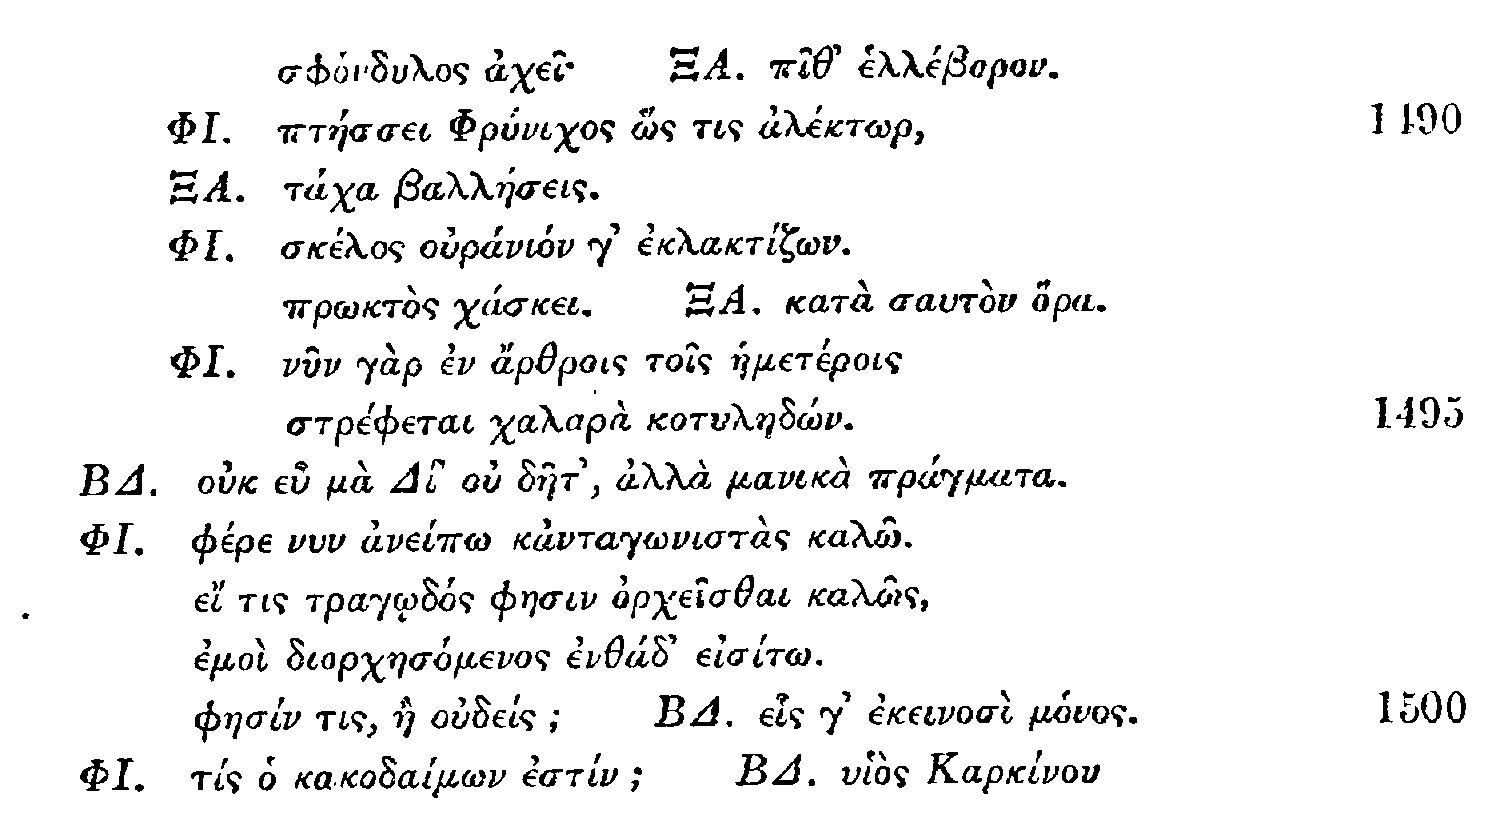 σφόνδυλος ἀχεῖ· ΞΑ. πῖθ’ ἑλλέβορον.
ΦΙ. πτήσσει Φρύνιχος ὥς τις ἀλέκτωρ, 1490
ΞΑ. τάχα βαλλήσεις.
ΦΙ. σκέλος οὐράνιόν γ’ ἐκλακτίζων.
πρωκτὸς χάσκει. ΞΑ. κατὰ σαυτὸν ὅρα.
ΦΙ. νῦν γὰρ ἐν ἄρθροις τοῖς ἡμετέροις
στρέφεται χαλαρὰ κοτυληδών. 1495
ΒΔ. οὐκ εὖ μὰ Δί’ οὐ δῆτ’, ἀλλὰ μανικὰ πράγματα.
ΦΙ. φέρε νυν ἀνείπω κἀνταγωνιστὰς καλῶ.
εἴ τις τραγῳδός φησιν ὀρχεῖσθαι καλῶς,
ἐμοὶ διορχησόμενος ἐνθάδ’ εἰσίτω.
φησίν τις, ἢ οὐδείς; ΒΔ. εἷς γ’ ἐκεινοσὶ μόνος. 1500
ΦΙ. τίς ὁ κακοδαίμων ἐστίν; ΒΔ. υἱὸς Καρκίνου